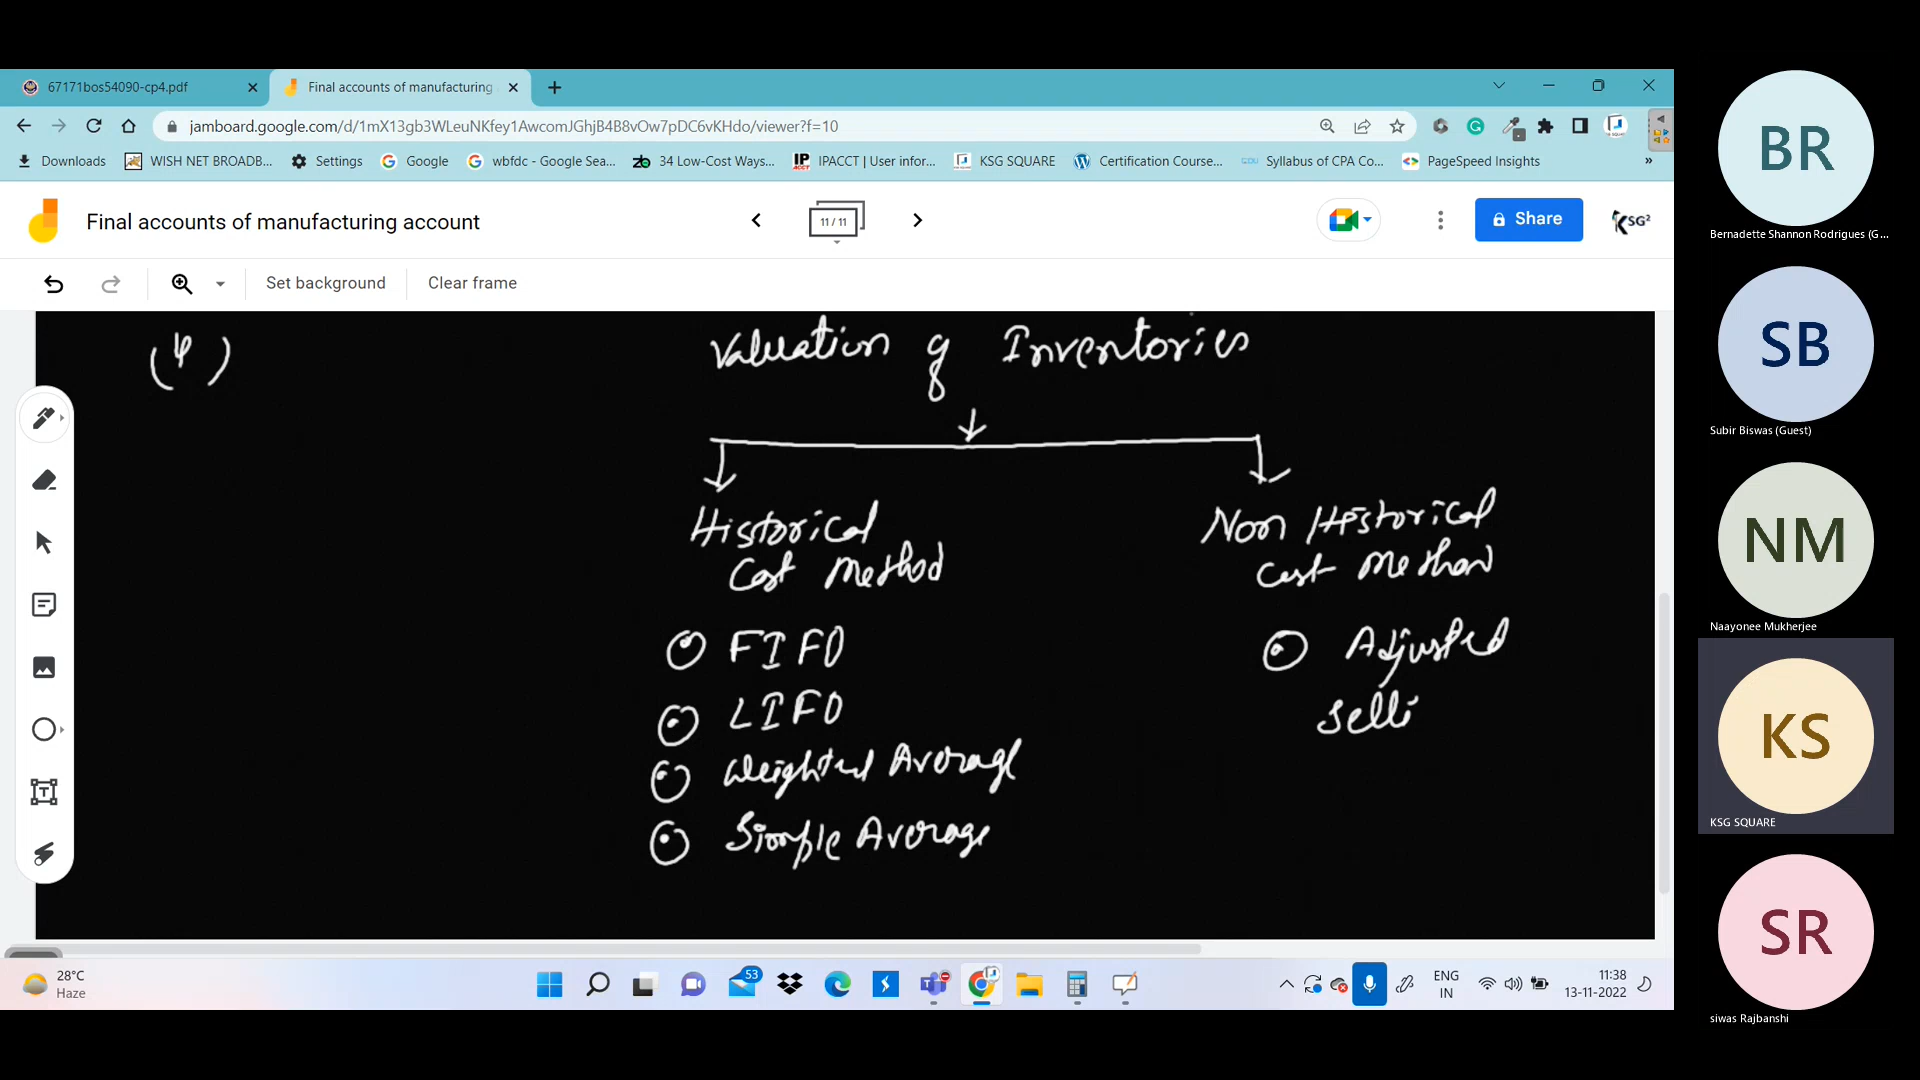 67171bos54090-cp4.pdf
Final accounts of manufacturing
jamboard.google.com/d/1mX13gb3WLeuNKfey1AwcomJGhjB4B8vOw7pDC6vKHdo/viewer?f=10
Downloads WISH NET BROADB... Settings Google wbfdc - Google Sea... 34 Low-Cost Ways... IPACCT | User infor... KSG SQUARE Certification Course... Syllabus of CPA Co... PageSpeed Insights »
Final accounts of manufacturing account
11 / 11
Share
KSG²
Set background Clear frame
(4)
Valuation of Inventories
Historical
Cost Method
Non Historical
Cost Method
FIFO
LIFO
Weighted Average
Simple Average
Adjusted
Selli
BR
Bernadette Shannon Rodrigues (G...
SB
Subir Biswas (Guest)
NM
Naayonee Mukherjee
KS
KSG SQUARE
SR
siwas Rajbanshi
28°C
Haze
53
ENG
IN
11:38
13-11-2022